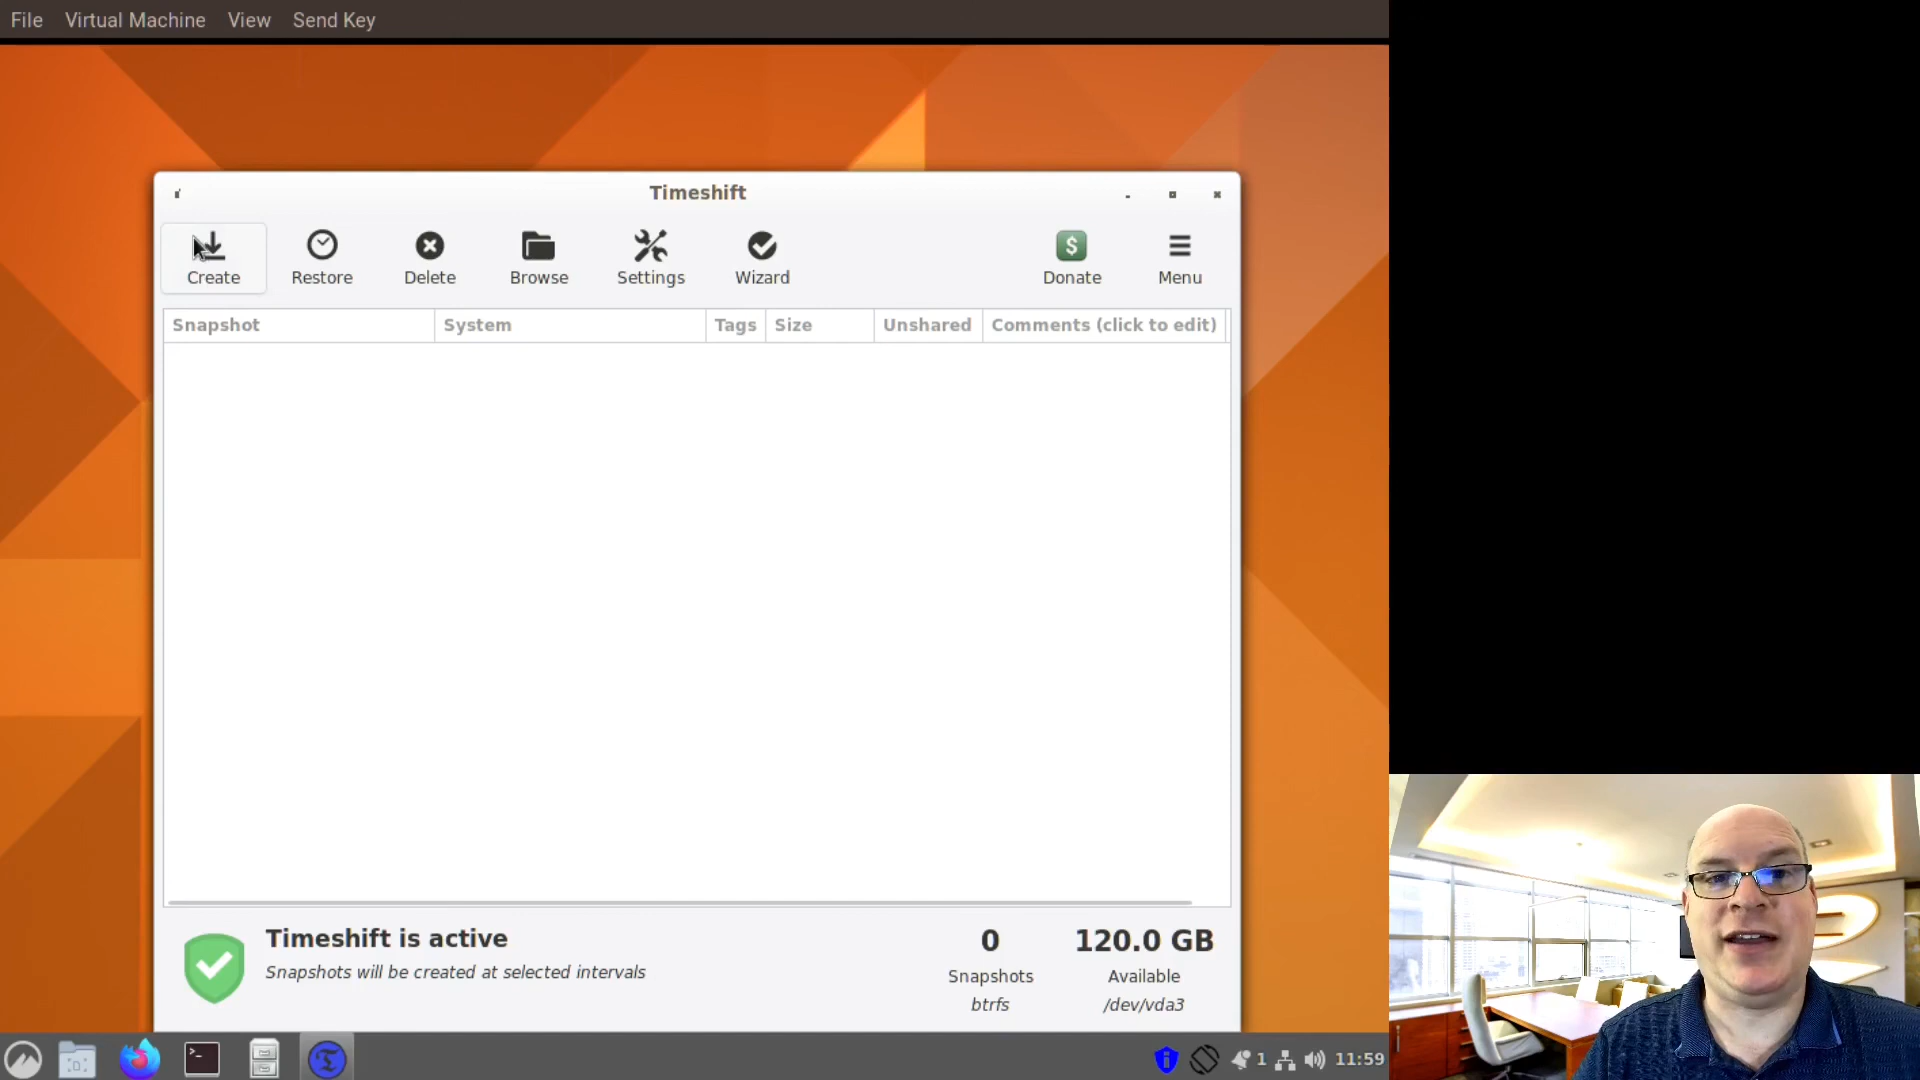 File Virtual Machine View Send Key
Timeshift
Create Restore Delete Browse Settings Wizard Donate Menu
Snapshot System Tags Size Unshared Comments (click to edit)
Timeshift is active
Snapshots will be created at selected intervals
0
Snapshots
btrfs
120.0 GB
Available
/dev/vda3
1 11:59